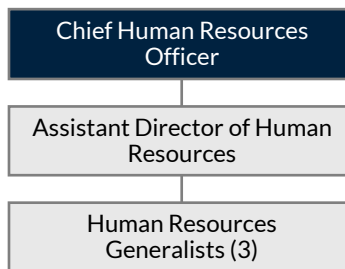 Chief Human Resources
Officer
Assistant Director of Human
Resources
Human Resources
Generalists (3)